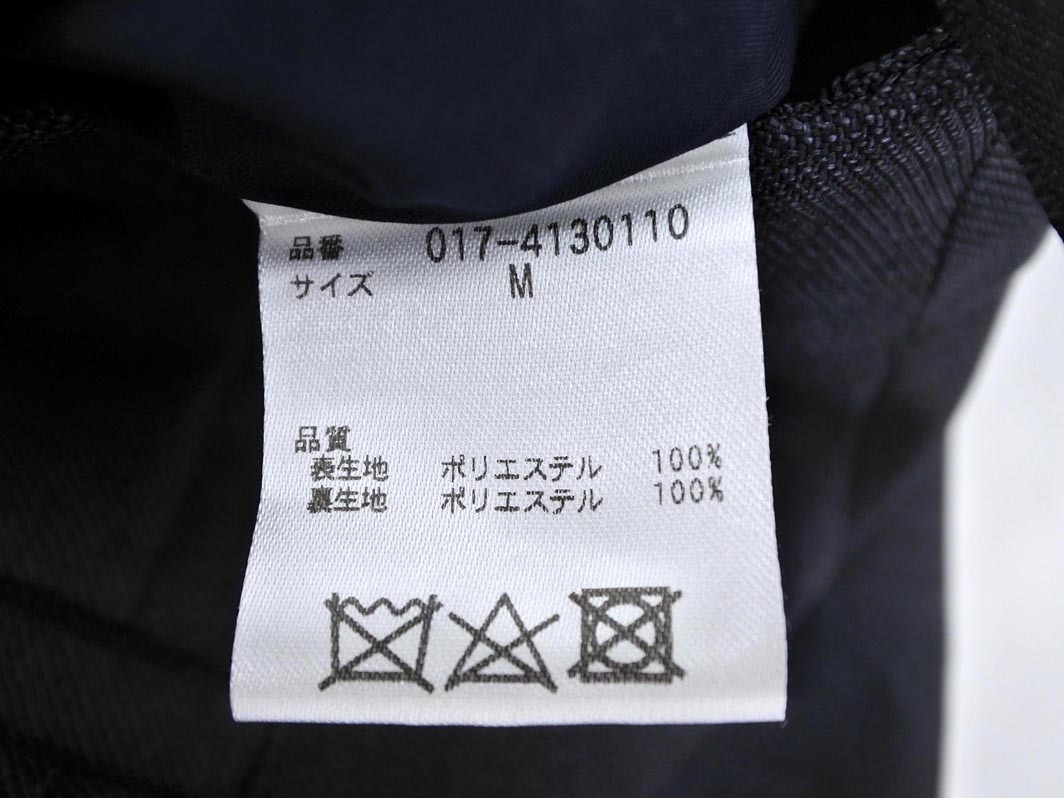 品番 017-4130110
サイズ M
品質
表生地 ポリエステル 100%
裏生地 ポリエステル 100%